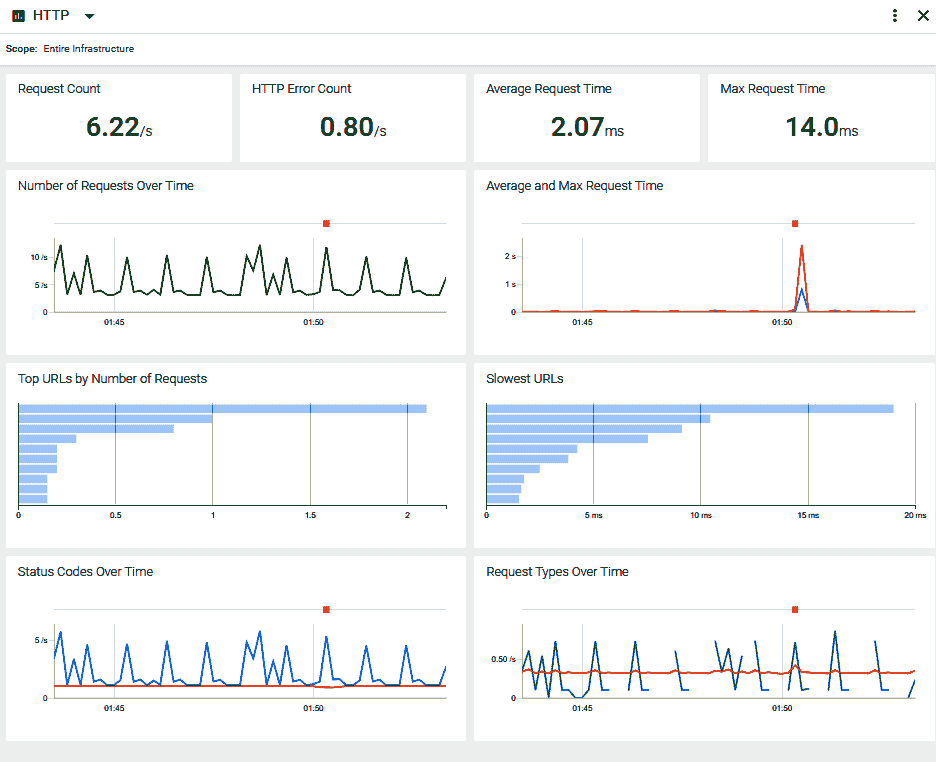 HTTP
Scope: Entire Infrastructure
Request Count
6.22/s
HTTP Error Count
0.80/s
Average Request Time
2.07ms
Max Request Time
14.0ms
Number of Requests Over Time
10 /s
5 /s
0
01:45
01:50
Average and Max Request Time
2 s
1 s
0
01:45
01:50
Top URLs by Number of Requests
0
0.5
1
1.5
2
Slowest URLs
0
5 ms
10 ms
15 ms
20 ms
Status Codes Over Time
5 /s
0
01:45
01:50
Request Types Over Time
0.50 /s
0
01:45
01:50